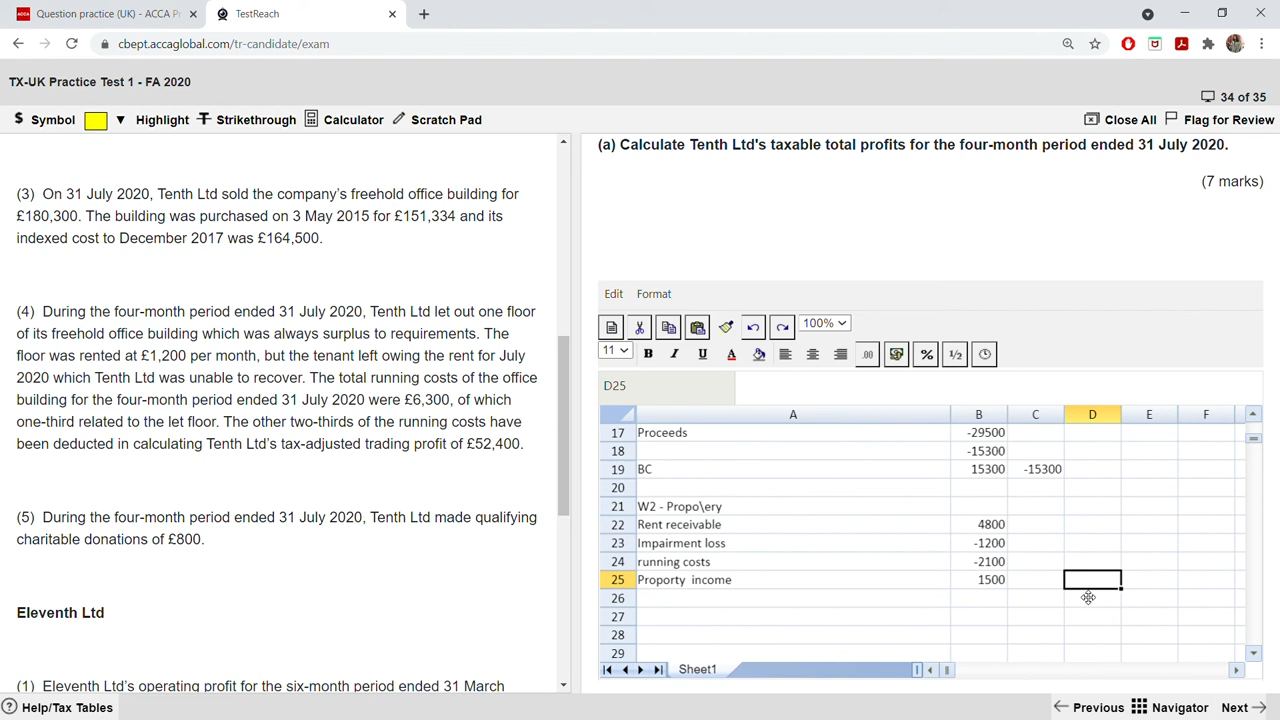 Question practice (UK) - ACCA P
TestReach
cbept.accaglobal.com/tr-candidate/exam
TX-UK Practice Test 1 - FA 2020
34 of 35
$ Symbol
Highlight
Strikethrough
Calculator
Scratch Pad
Close All
Flag for Review
(3) On 31 July 2020, Tenth Ltd sold the company's freehold office building for
£180,300. The building was purchased on 3 May 2015 for £151,334 and its
indexed cost to December 2017 was £164,500.
(4) During the four-month period ended 31 July 2020, Tenth Ltd let out one floor
of its freehold office building which was always surplus to requirements. The
floor was rented at £1,200 per month, but the tenant left owing the rent for July
2020 which Tenth Ltd was unable to recover. The total running costs of the office
building for the four-month period ended 31 July 2020 were £6,300, of which
one-third related to the let floor. The other two-thirds of the running costs have
been deducted in calculating Tenth Ltd's tax-adjusted trading profit of £52,400.
(5) During the four-month period ended 31 July 2020, Tenth Ltd made qualifying
charitable donations of £800.
Eleventh Ltd
(1) Eleventh Ltd's operating profit for the six-month period ended 31 March
(a) Calculate Tenth Ltd's taxable total profits for the four-month period ended 31 July 2020.
(7 marks)
Edit Format
100%
11 B I U A .00 % 1/2
D25
A B C D E F
17 Proceeds -29500
18 -15300
19 BC 15300 -15300
20
21 W2 - Propo\ery
22 Rent receivable 4800
23 Impairment loss -1200
24 running costs -2100
25 Proporty income 1500
26
27
28
29
Sheet1
Help/Tax Tables
Previous
Navigator
Next